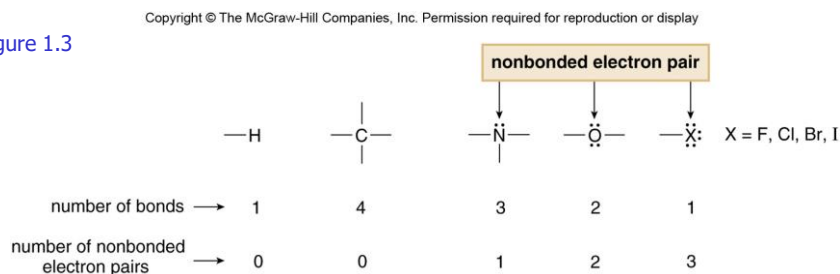 Copyright © The McGraw-Hill Companies, Inc. Permission required for reproduction or display
gure 1.3
nonbonded electron pair
—H —C— —N̈— —Ö— —Ẍ: X = F, Cl, Br, I
number of bonds → 1 4 3 2 1
number of nonbonded
electron pairs → 0 0 1 2 3